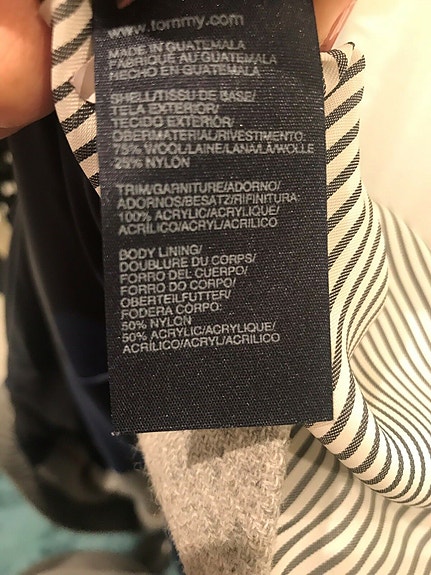 www.tommy.com
MADE IN GUATEMALA
FABRIQUÉ AU GUATEMALA
HECHO EN GUATEMALA
SHELL/TISSU DE BASE/
TELA EXTERIOR/
TECIDO EXTERIOR/
OBERMATERIAL/RIVESTIMENTO:
75% WOOL/LAINE/LANA/LÃ/WOLLE
25% NYLON
TRIM/GARNITURE/ADORNO/
ADORNOS/BESATZ/RIFINITURA:
100% ACRYLIC/ACRYLIQUE/
ACRÍLICO/ACRYL/ACRILICO
BODY LINING/
DOUBLURE DU CORPS/
FORRO DEL CUERPO/
FORRO DO CORPO/
OBERTEILFUTTER/
FODERA CORPO:
50% NYLON
50% ACRYLIC/ACRYLIQUE/
ACRÍLICO/ACRYL/ACRILICO